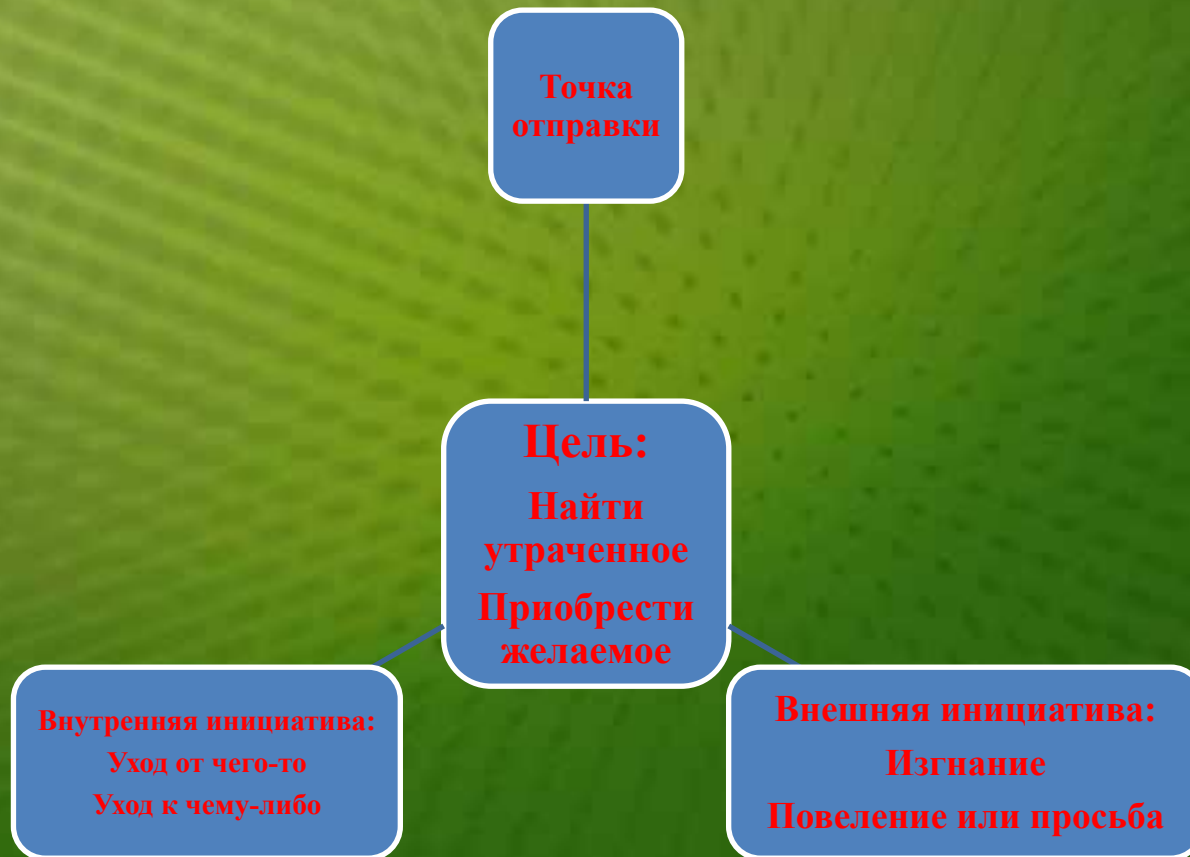 Точка
отправки
Цель:
Найти
утраченное
Приобрести
желаемое
Внутренняя инициатива:
Уход от чего-то
Уход к чему-либо
Внешняя инициатива:
Изгнание
Повеление или просьба